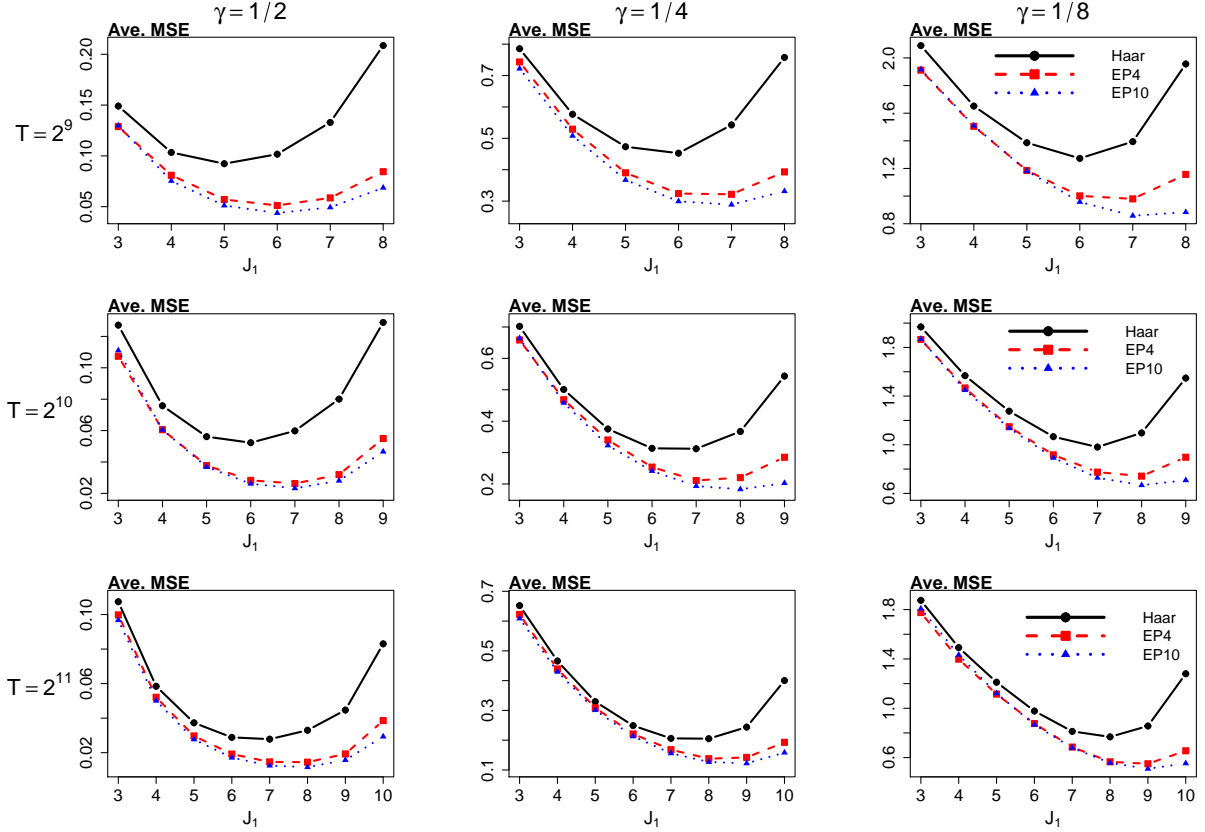 γ = 1/2
γ = 1/4
γ = 1/8
T = 2^9
Ave. MSE
0.05 0.10 0.15 0.20
3 4 5 6 7 8
J₁
Ave. MSE
0.3 0.5 0.7
3 4 5 6 7 8
J₁
Ave. MSE
0.8 1.2 1.6 2.0
Haar
EP4
EP10
3 4 5 6 7 8
J₁
T = 2^10
Ave. MSE
0.02 0.06 0.10
3 4 5 6 7 8 9
J₁
Ave. MSE
0.2 0.4 0.6
3 4 5 6 7 8 9
J₁
Ave. MSE
0.6 1.0 1.4 1.8
Haar
EP4
EP10
3 4 5 6 7 8 9
J₁
T = 2^11
Ave. MSE
0.02 0.06 0.10
3 4 5 6 7 8 9 10
J₁
Ave. MSE
0.1 0.3 0.5 0.7
3 4 5 6 7 8 9 10
J₁
Ave. MSE
0.6 1.0 1.4 1.8
Haar
EP4
EP10
3 4 5 6 7 8 9 10
J₁